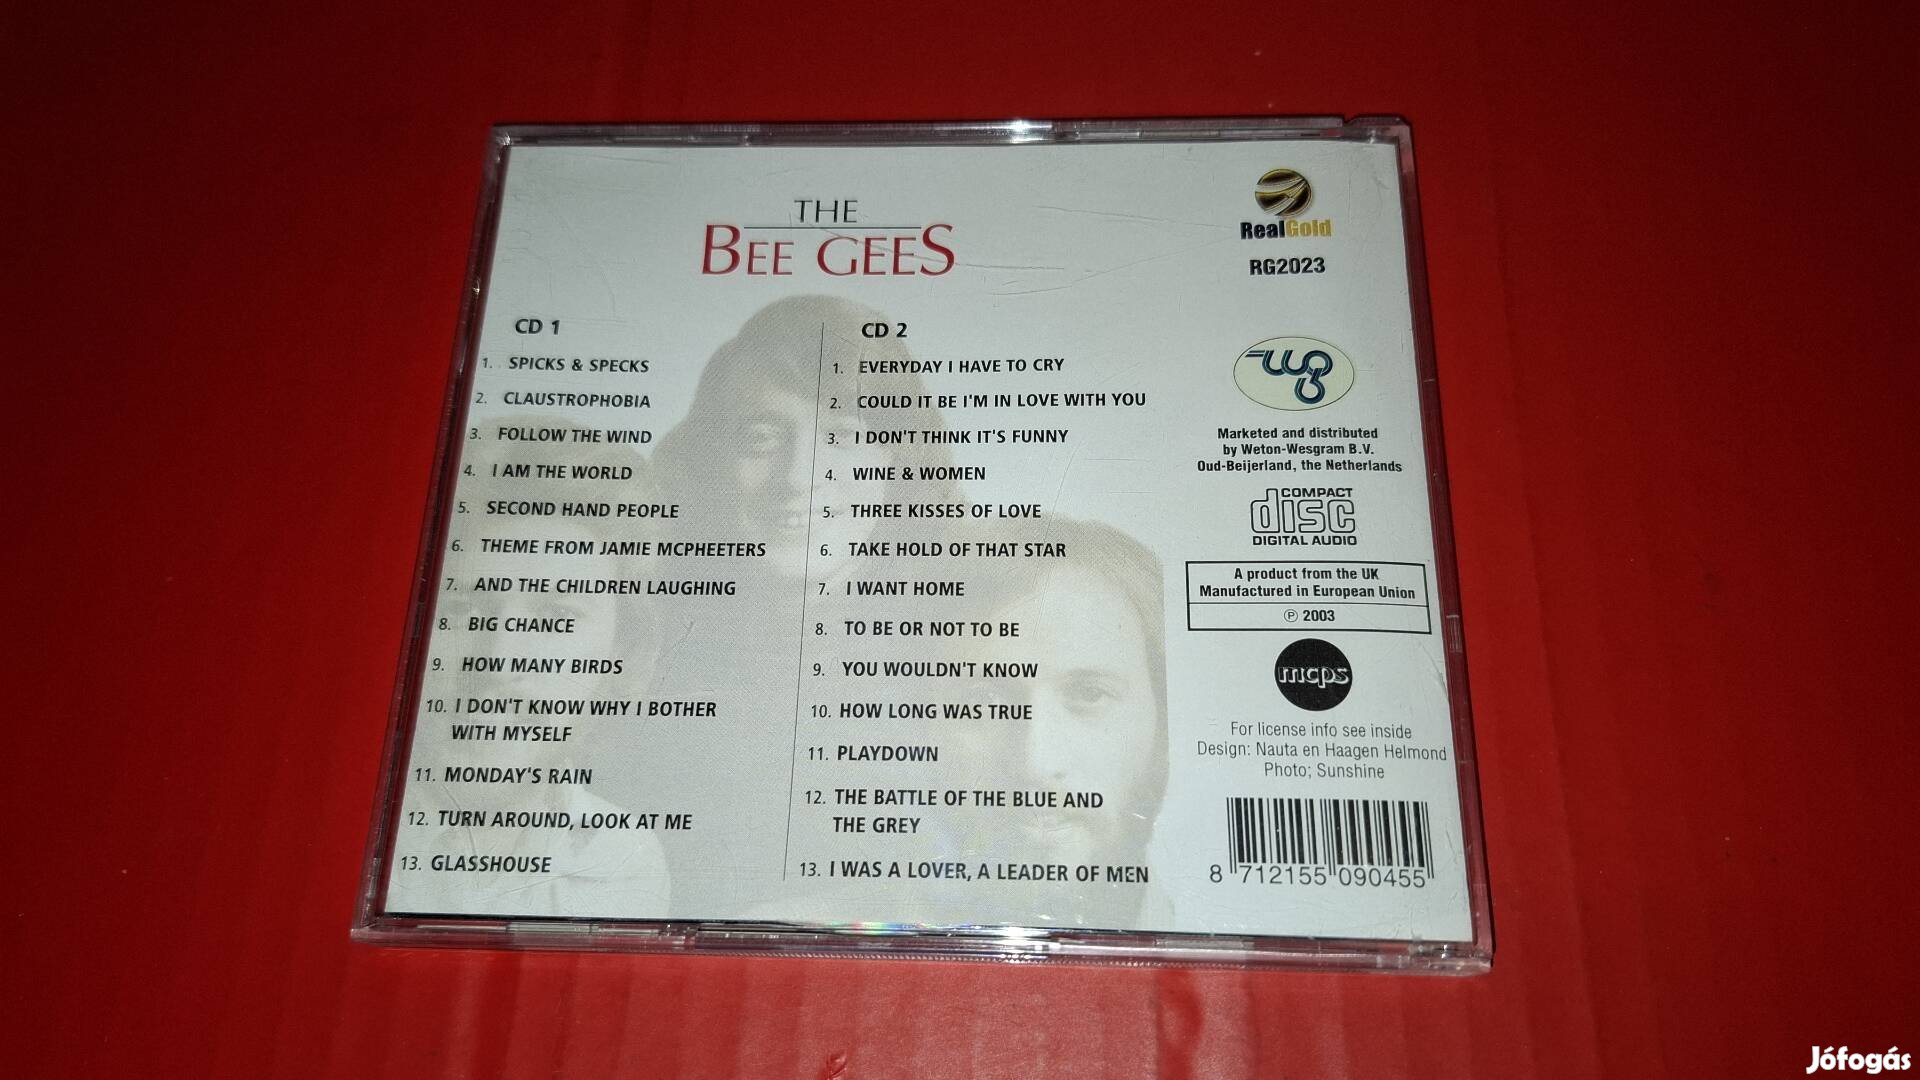 THE
BEE GEES
CD 1
1. SPICKS & SPECKS
2. CLAUSTROPHOBIA
3. FOLLOW THE WIND
4. I AM THE WORLD
5. SECOND HAND PEOPLE
6. THEME FROM JAMIE MCPHEETERS
7. AND THE CHILDREN LAUGHING
8. BIG CHANCE
9. HOW MANY BIRDS
10. I DON'T KNOW WHY I BOTHER
WITH MYSELF
11. MONDAY'S RAIN
12. TURN AROUND, LOOK AT ME
13. GLASSHOUSE
CD 2
1. EVERYDAY I HAVE TO CRY
2. COULD IT BE I'M IN LOVE WITH YOU
3. I DON'T THINK IT'S FUNNY
4. WINE & WOMEN
5. THREE KISSES OF LOVE
6. TAKE HOLD OF THAT STAR
7. I WANT HOME
8. TO BE OR NOT TO BE
9. YOU WOULDN'T KNOW
10. HOW LONG WAS TRUE
11. PLAYDOWN
12. THE BATTLE OF THE BLUE AND
THE GREY
13. I WAS A LOVER, A LEADER OF MEN
RealGold
RG2023
Marketed and distributed
by Weton-Wesgram B.V.
Oud-Beijerland, the Netherlands
COMPACT
disc
DIGITAL AUDIO
A product from the UK
Manufactured in European Union
℗ 2003
mcps
For license info see inside
Design: Nauta en Haagen Helmond
Photo; Sunshine
8 712155 090455
Jófogás